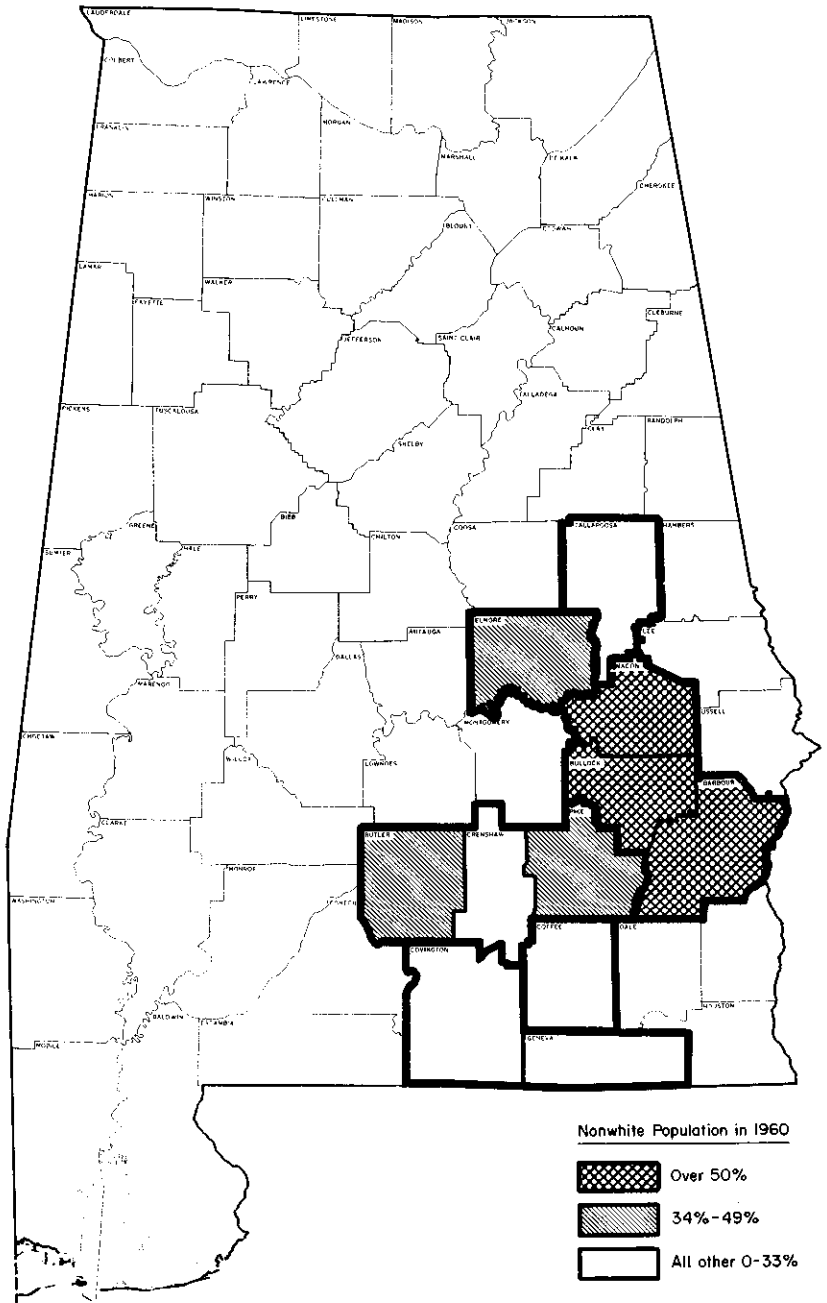 LAUDERDALE
LIMESTONE
MADISON
JACKSON
COLBERT
LAWRENCE
FRANKLIN
MORGAN
MARSHALL
DE KALB
CHEROKEE
MARION
WINSTON
CULLMAN
BLOUNT
ETOWAH
LAMAR
WALKER
FAYETTE
CLEBURNE
JEFFERSON
SAINT CLAIR
CALHOUN
TALLADEGA
PICKENS
TUSCALOOSA
CLAY
RANDOLPH
SHELBY
BIBB
GREENE
HALE
COOSA
TALLAPOOSA
CHAMBERS
SUMTER
CHILTON
PERRY
ELMORE
LEE
AUTAUGA
DALLAS
MACON
MARENGO
MONTGOMERY
RUSSELL
CHOCTAW
WILCOX
LOWNDES
BULLOCK
BARBOUR
CLARKE
BUTLER
CRENSHAW
PIKE
MONROE
WASHINGTON
CONECUH
COVINGTON
COFFEE
DALE
HOUSTON
BALDWIN
ESCAMBIA
MOBILE
GENEVA
Nonwhite Population in 1960
Over 50%
34%-49%
All other 0-33%